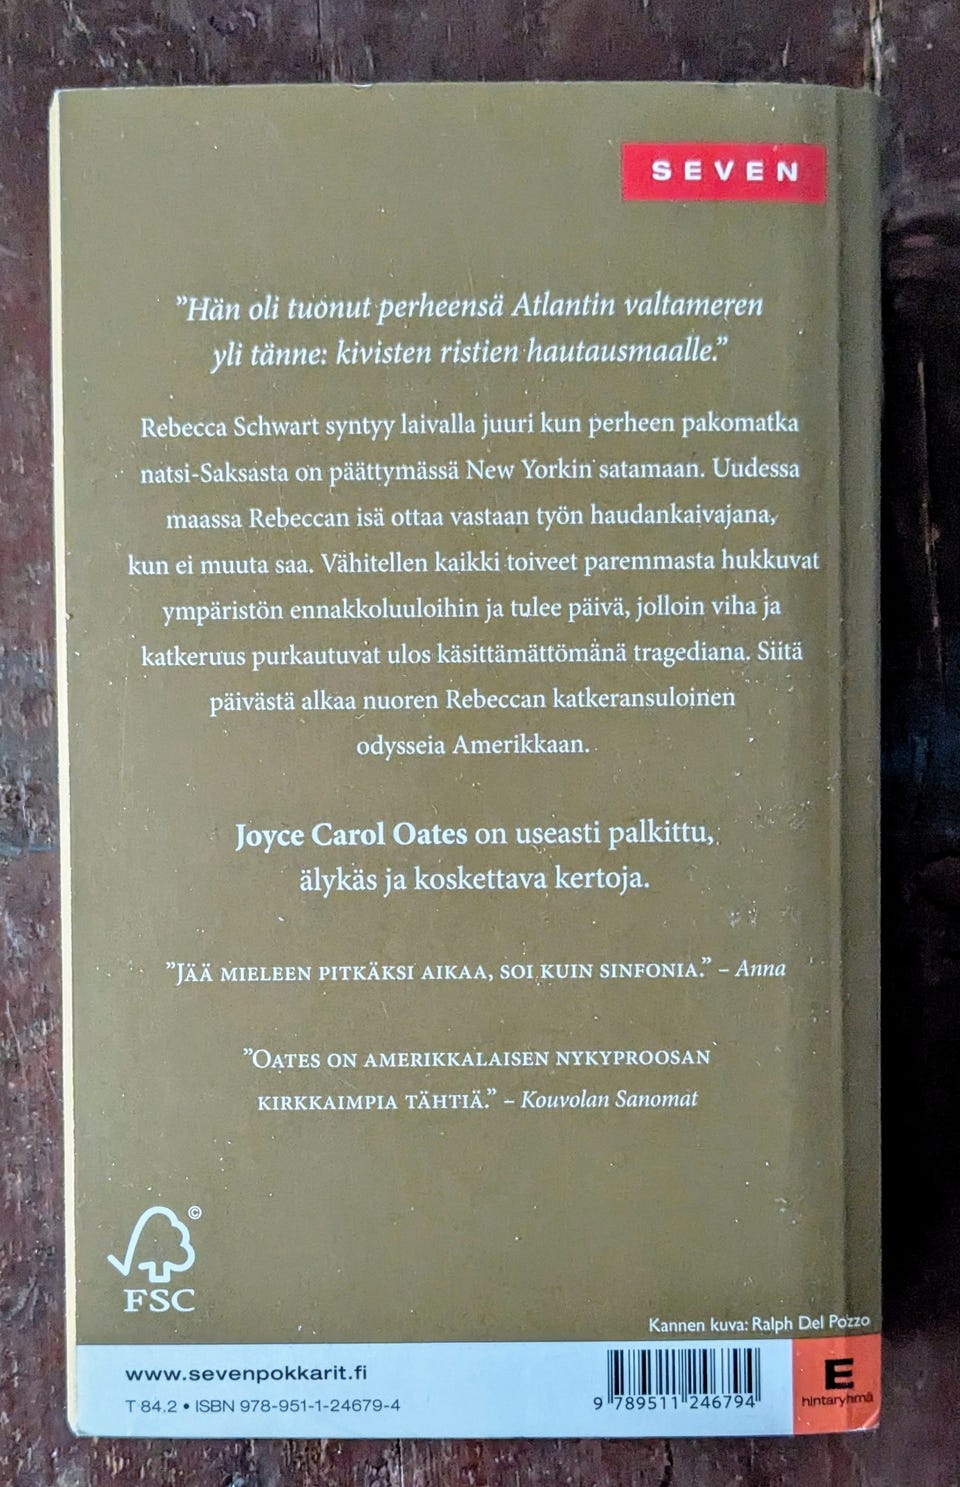 SEVEN
”Hän oli tuonut perheensä Atlantin valtameren
yli tänne: kivisten ristien hautausmaalle.”
Rebecca Schwart syntyy laivalla juuri kun perheen pakomatka
natsi-Saksasta on päättymässä New Yorkin satamaan. Uudessa
maassa Rebeccan isä ottaa vastaan työn haudankaivajana,
kun ei muuta saa. Vähitellen kaikki toiveet paremmasta hukkuvat
ympäristön ennakkoluuloihin ja tulee päivä, jolloin viha ja
katkeruus purkautuvat ulos käsittämättömänä tragediana. Siitä
päivästä alkaa nuoren Rebeccan katkeransuloinen
odysseia Amerikkaan.
Joyce Carol Oates on useasti palkittu,
älykäs ja koskettava kertoja.
”Jää mieleen pitkäksi aikaa, soi kuin sinfonia.” – Anna
”Oates on amerikkalaisen nykyproosan
kirkkaimpia tähtiä.” – Kouvolan Sanomat
©
FSC
Kannen kuva: Ralph Del Pozzo
www.sevenpokkarit.fi
T 84.2 • ISBN 978-951-1-24679-4
9 789511 246794
E
hintaryhmä